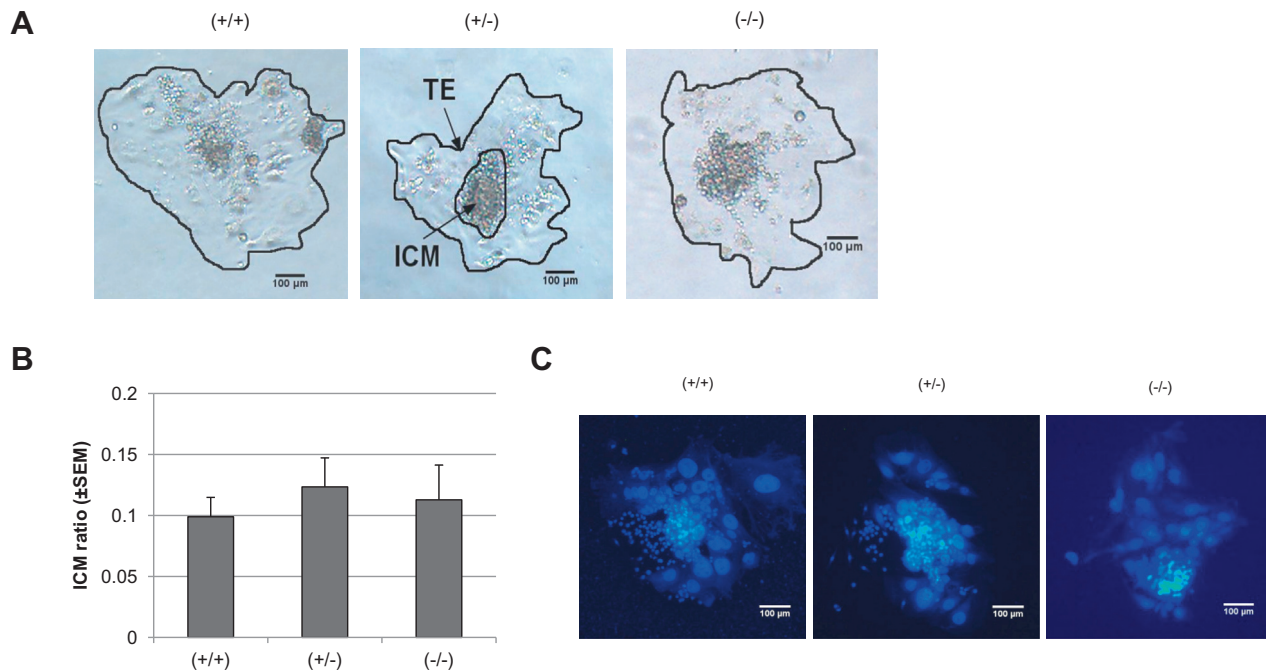 A
(+/+)
(+/-)
(-/-)
TE
ICM
100 µm
100 µm
100 µm
B
ICM ratio (±SEM)
0.2
0.15
0.1
0.05
0
(+/+)
(+/-)
(-/-)
C
(+/+)
(+/-)
(-/-)
100 µm
100 µm
100 µm